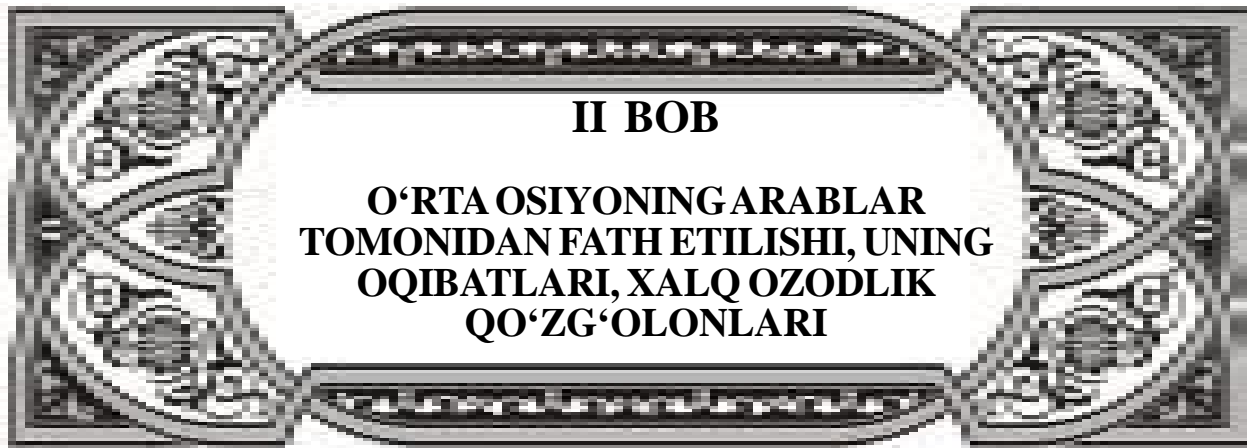 II BOB
O‘RTA OSIYONING ARABLAR
TOMONIDAN FATH ETILISHI, UNING
OQIBATLARI, XALQ OZODLIK
QO‘ZG‘OLONLARI